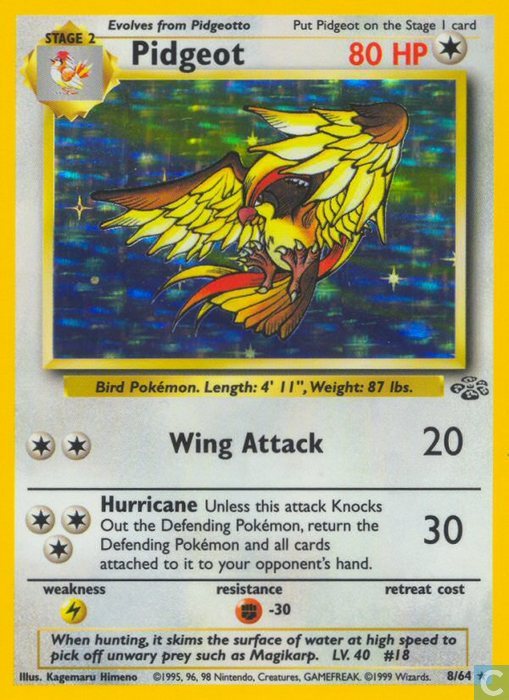 Evolves from Pidgeotto Put Pidgeot on the Stage 1 card
STAGE 2
Pidgeot 80 HP
Bird Pokémon. Length: 4' 11", Weight: 87 lbs.
Wing Attack 20
Hurricane Unless this attack Knocks
Out the Defending Pokémon, return the
Defending Pokémon and all cards
attached to it to your opponent's hand.
30
weakness resistance retreat cost
-30
When hunting, it skims the surface of water at high speed to
pick off unwary prey such as Magikarp. LV. 40 #18
Illus. Kagemaru Himeno ©1995, 96, 98 Nintendo, Creatures, GAMEFREAK. ©1999 Wizards. 8/64 ★
C